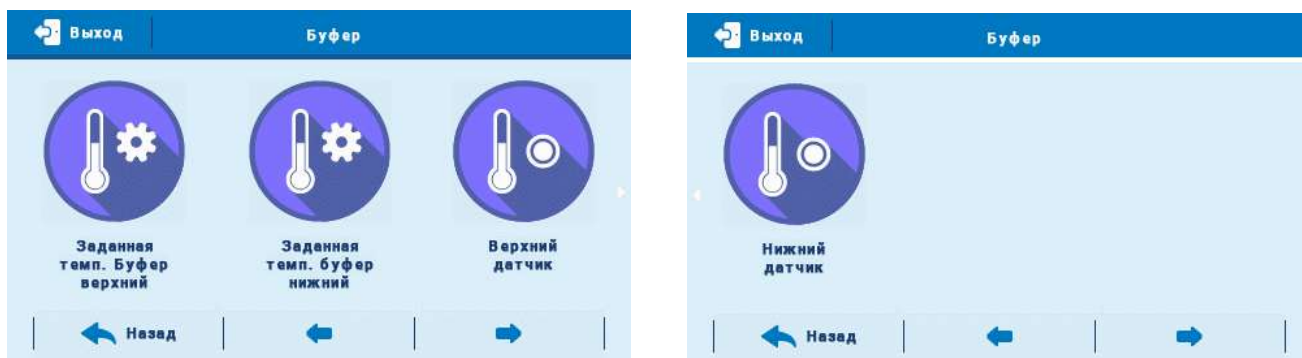 Выход
Буфер
Заданная
темп. Буфер
верхний
Заданная
темп. буфер
нижний
Верхний
датчик
Назад
Выход
Буфер
Нижний
датчик
Назад